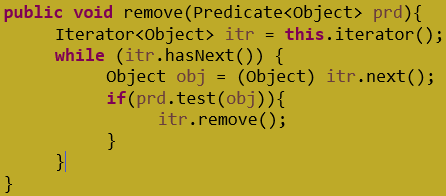 public void remove(Predicate<Object> prd){
    Iterator<Object> itr = this.iterator();
    while (itr.hasNext()) {
        Object obj = (Object) itr.next();
        if(prd.test(obj)){
            itr.remove();
        }
    }
}